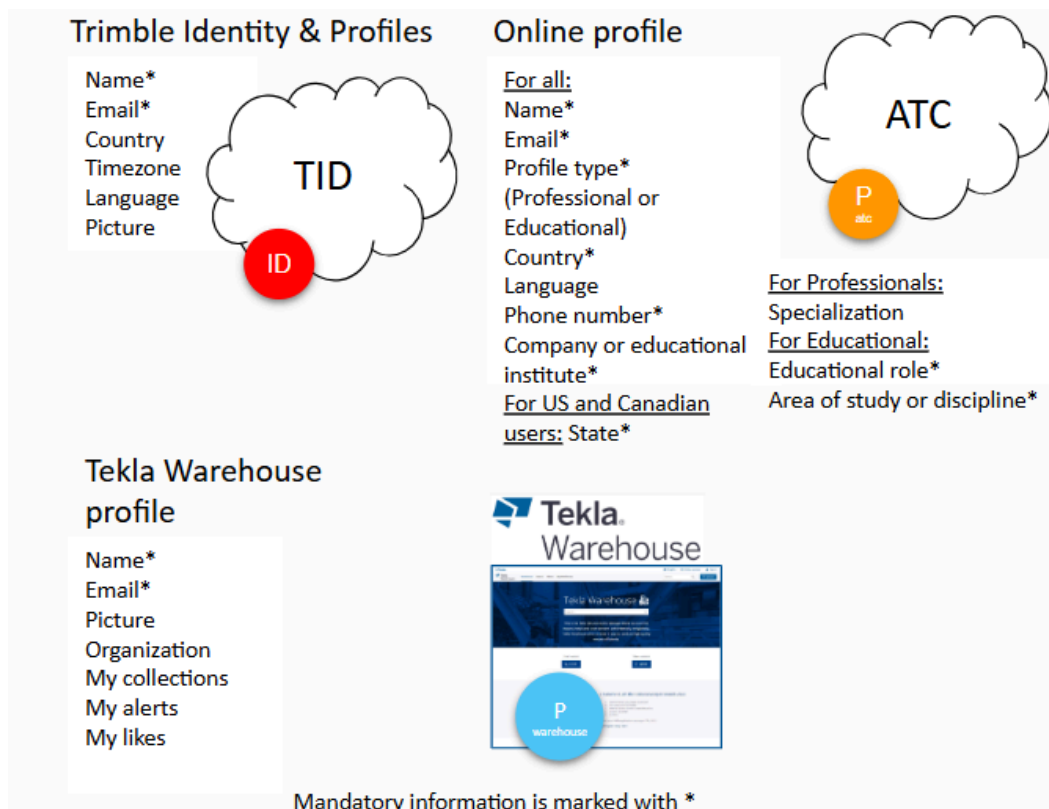 Trimble Identity & Profiles
Name*
Email*
Country
Timezone
Language
Picture
TID
ID
Online profile
For all:
Name*
Email*
Profile type*
(Professional or
Educational)
Country*
Language
Phone number*
Company or educational
institute*
For US and Canadian
users: State*
ATC
P
atc
For Professionals:
Specialization
For Educational:
Educational role*
Area of study or discipline*
Tekla Warehouse
profile
Name*
Email*
Picture
Organization
My collections
My alerts
My likes
Tekla.
Warehouse
Tekla Warehouse
P
warehouse
Mandatory information is marked with *